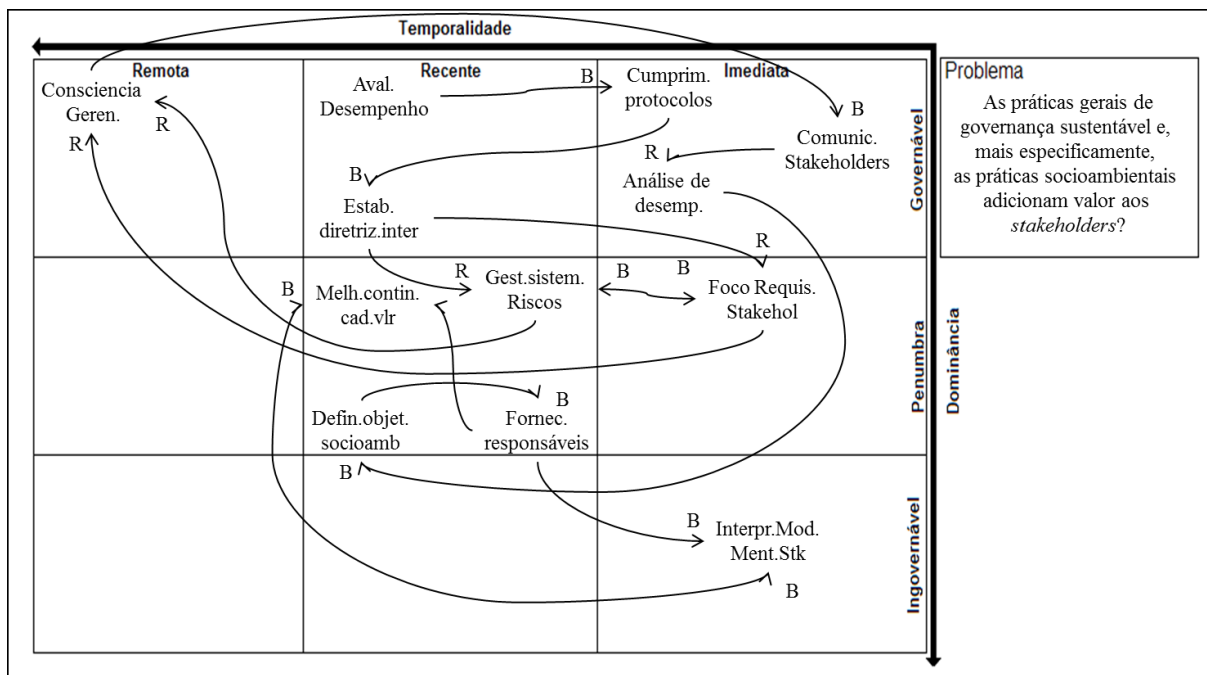 Temporalidade
Remota
Recente
Imediata
Problema
As práticas gerais de
governança sustentável e,
mais especificamente,
as práticas socioambientais
adicionam valor aos
stakeholders?
Consciencia
Geren.
R
R
Aval.
Desempenho
B
Cumprim.
protocolos
B
Comunic.
Stakeholders
R
Análise de
desemp.
B
Estab.
diretriz.inter
Governável
R
B
Melh.contin.
cad.vlr
R
Gest.sistem.
Riscos
B
B
Foco Requis.
Stakehol
Penumbra
Dominância
Defin.objet.
socioamb
B
B
Fornec.
responsáveis
B
Interpr.Mod.
Ment.Stk
B
Ingovernável